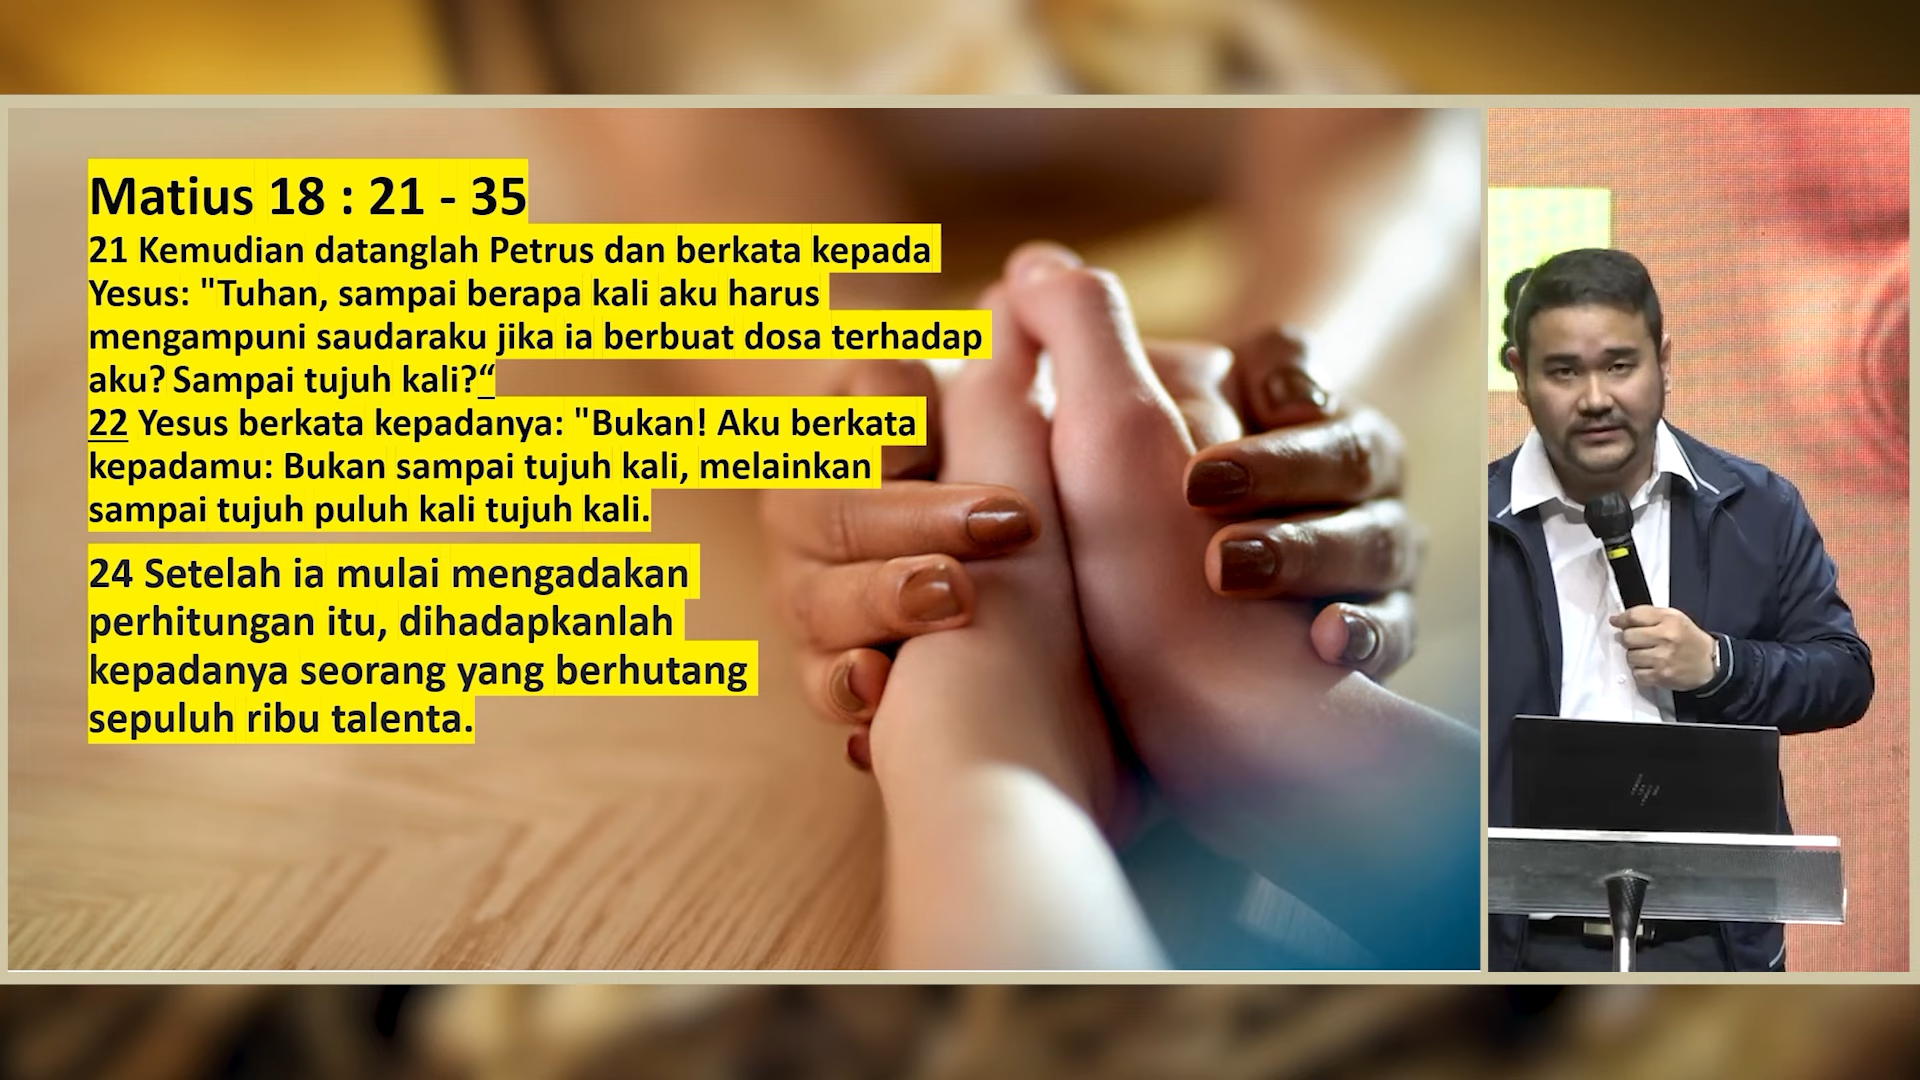 Matius 18 : 21 - 35
21 Kemudian datanglah Petrus dan berkata kepada
Yesus: "Tuhan, sampai berapa kali aku harus
mengampuni saudaraku jika ia berbuat dosa terhadap
aku? Sampai tujuh kali?“
22 Yesus berkata kepadanya: "Bukan! Aku berkata
kepadamu: Bukan sampai tujuh kali, melainkan
sampai tujuh puluh kali tujuh kali.
24 Setelah ia mulai mengadakan
perhitungan itu, dihadapkanlah
kepadanya seorang yang berhutang
sepuluh ribu talenta.